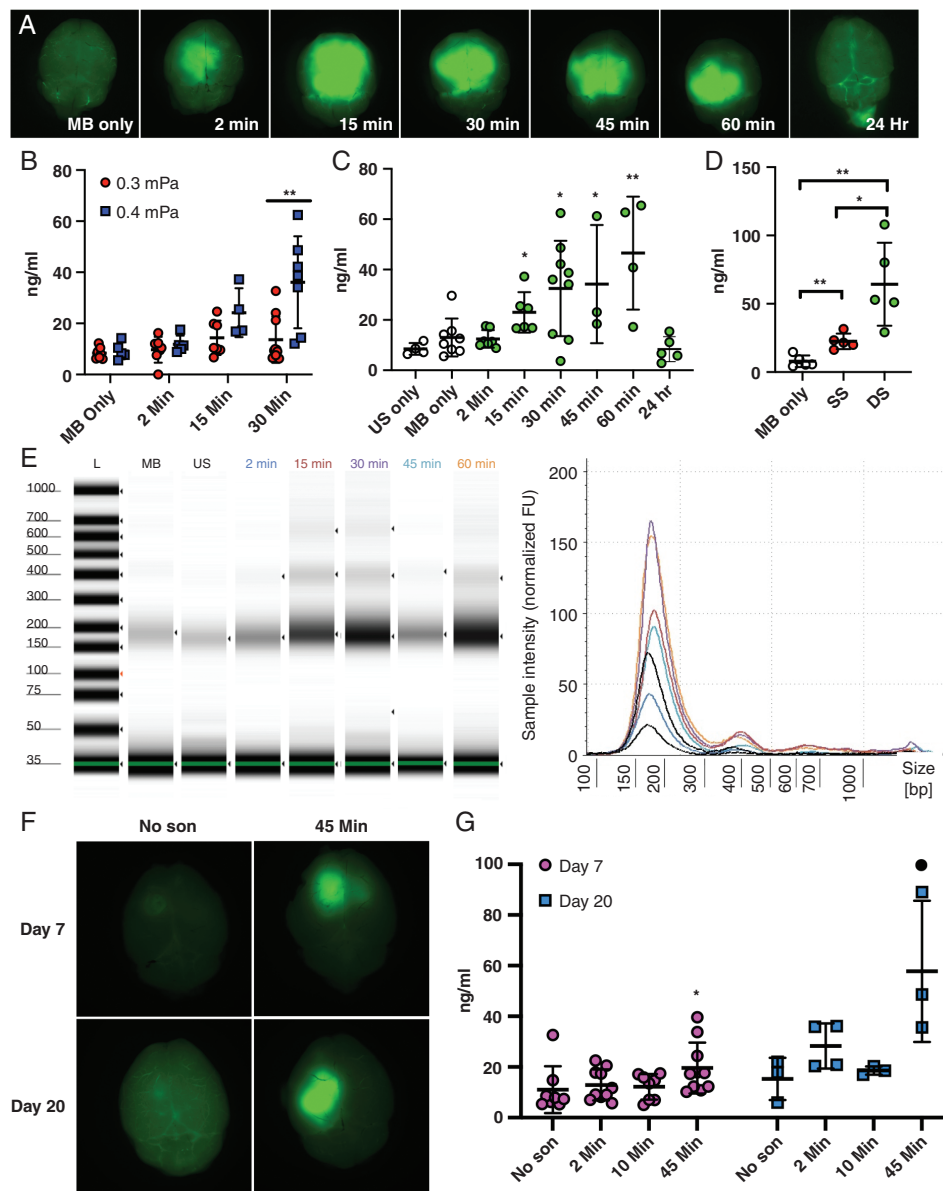 A
MB only
2 min
15 min
30 min
45 min
60 min
24 Hr
B
0.3 mPa
0.4 mPa
**
ng/ml
80
60
40
20
0
MB Only
2 Min
15 Min
30 Min
C
ng/ml
80
60
40
20
0
*
*
*
**
US only
MB only
2 Min
15 min
30 min
45 min
60 min
24 hr
D
ng/ml
150
100
50
0
**
*
**
MB only
SS
DS
E
L
MB
US
2 min
15 min
30 min
45 min
60 min
1000
700
600
500
400
300
200
150
100
75
50
35
Sample intensity (normalized FU)
200
150
100
50
0
100
150
200
300
400
500
600
700
1000
Size
[bp]
F
No son
45 Min
Day 7
Day 20
G
Day 7
Day 20
ng/ml
100
80
60
40
20
0
*
No son
2 Min
10 Min
45 Min
No son
2 Min
10 Min
45 Min